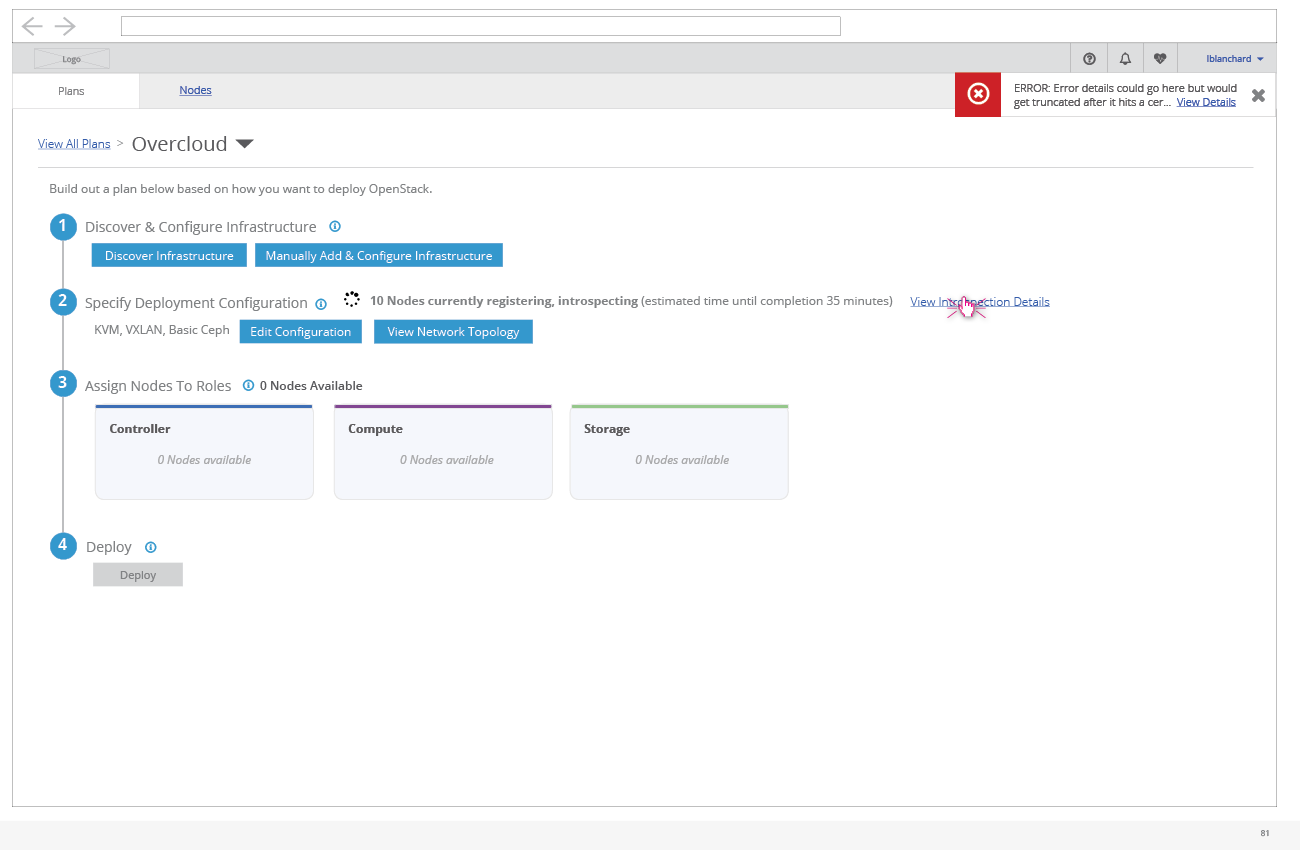 Logo
lblanchard
Plans
Nodes
ERROR: Error details could go here but would
get truncated after it hits a cer... View Details
View All Plans > Overcloud
Build out a plan below based on how you want to deploy OpenStack.
1 Discover & Configure Infrastructure
Discover Infrastructure
Manually Add & Configure Infrastructure
2 Specify Deployment Configuration
10 Nodes currently registering, introspecting (estimated time until completion 35 minutes)
View Introspection Details
KVM, VXLAN, Basic Ceph
Edit Configuration
View Network Topology
3 Assign Nodes To Roles
0 Nodes Available
Controller
0 Nodes available
Compute
0 Nodes available
Storage
0 Nodes available
4 Deploy
Deploy
81